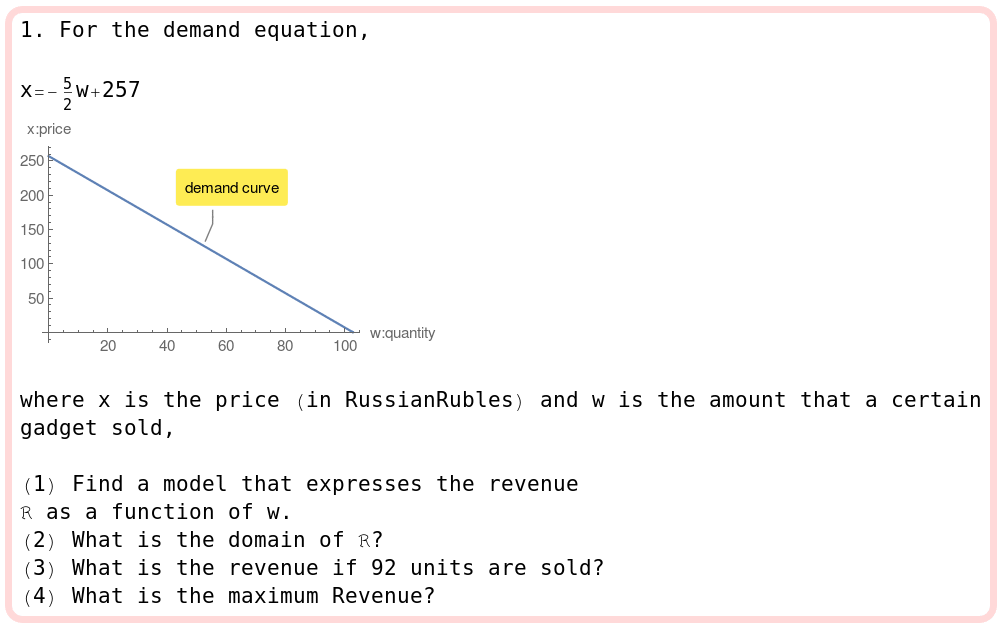 1. For the demand equation,
x=- 5/2 w+257
x:price
250
200
150
100
50
demand curve
w:quantity
20 40 60 80 100
where x is the price (in RussianRubles) and w is the amount that a certain
gadget sold,
(1) Find a model that expresses the revenue
ℛ as a function of w.
(2) What is the domain of ℛ?
(3) What is the revenue if 92 units are sold?
(4) What is the maximum Revenue?